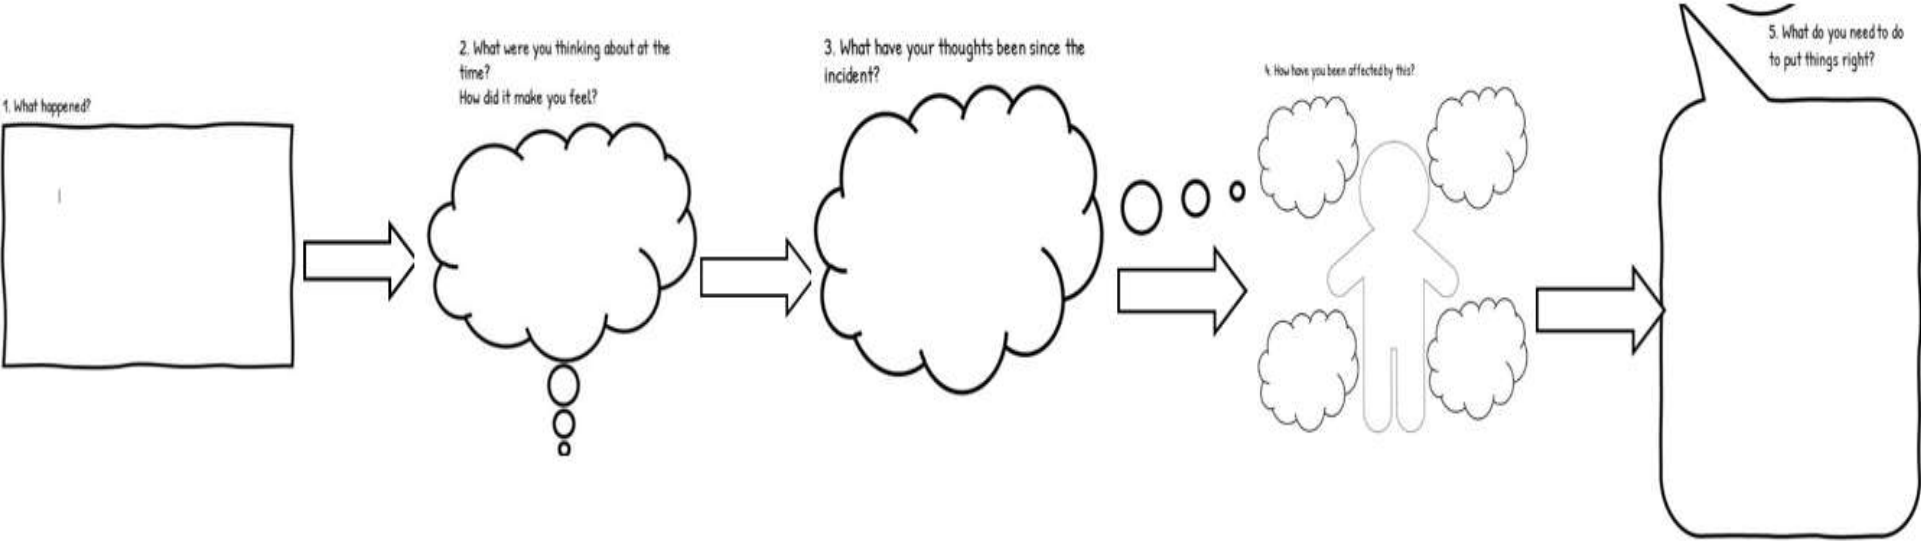 1. What happened?
2. What were you thinking about at the
time?
How did it make you feel?
3. What have your thoughts been since the
incident?
4. How have you been affected by this?
5. What do you need to do
to put things right?